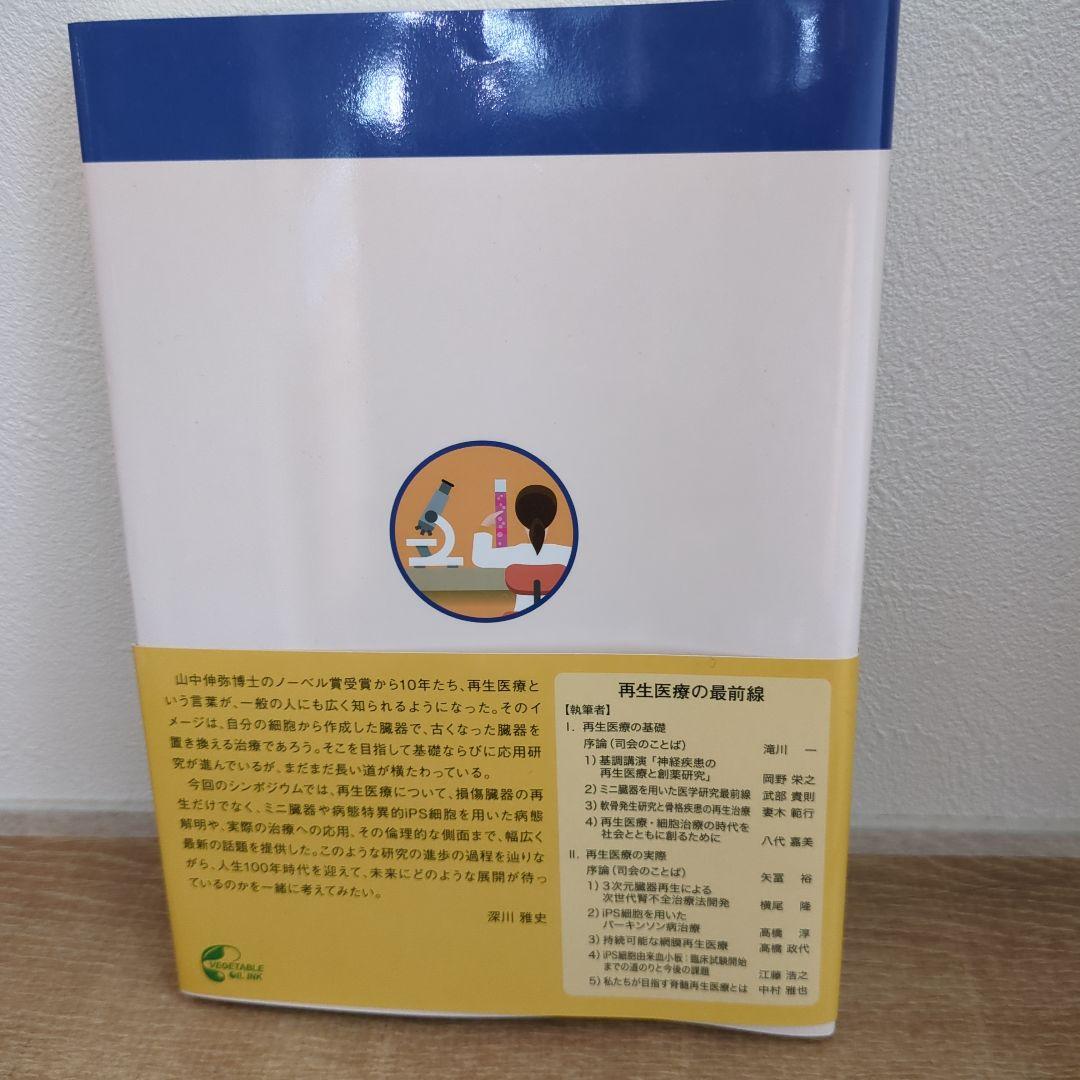 山中伸弥博士のノーベル賞受賞から10年たち、再生医療と
いう言葉が、一般の人にも広く知られるようになった。そのイ
メージは、自分の細胞から作成した臓器で、古くなった臓器を
置き換える治療であろう。そこを目指して基礎ならびに応用研
究が進んでいるが、まだまだ長い道が横たわっている。
今回のシンポジウムでは、再生医療について、損傷臓器の再
生だけでなく、ミニ臓器や病態特異的iPS細胞を用いた病態
解明や、実際の治療への応用、その倫理的な側面まで、幅広く
最新の話題を提供した。このような研究の進歩の過程を辿りな
がら、人生100年時代を迎えて、未来にどのような展開が待っ
ているのかを一緒に考えてみたい。
深川 雅史
VEGETABLE
OIL INK
再生医療の最前線
【執筆者】
I. 再生医療の基礎
序論（司会のことば） 滝川 一
1）基調講演「神経疾患の
再生医療と創薬研究」 岡野 栄之
2）ミニ臓器を用いた医学研究最前線 武部 貴則
3）軟骨発生研究と骨格疾患の再生治療 妻木 範行
4）再生医療・細胞治療の時代を
社会とともに創るために 八代 嘉美
II. 再生医療の実際
序論（司会のことば） 矢冨 裕
1）3次元臓器再生による
次世代腎不全治療法開発 横尾 隆
2）iPS細胞を用いた
パーキンソン病治療 髙橋 淳
3）持続可能な網膜再生医療 高橋 政代
4）iPS細胞由来血小板：臨床試験開始
までの道のりと今後の課題 江藤 浩之
5）私たちが目指す脊髄再生医療とは 中村 雅也